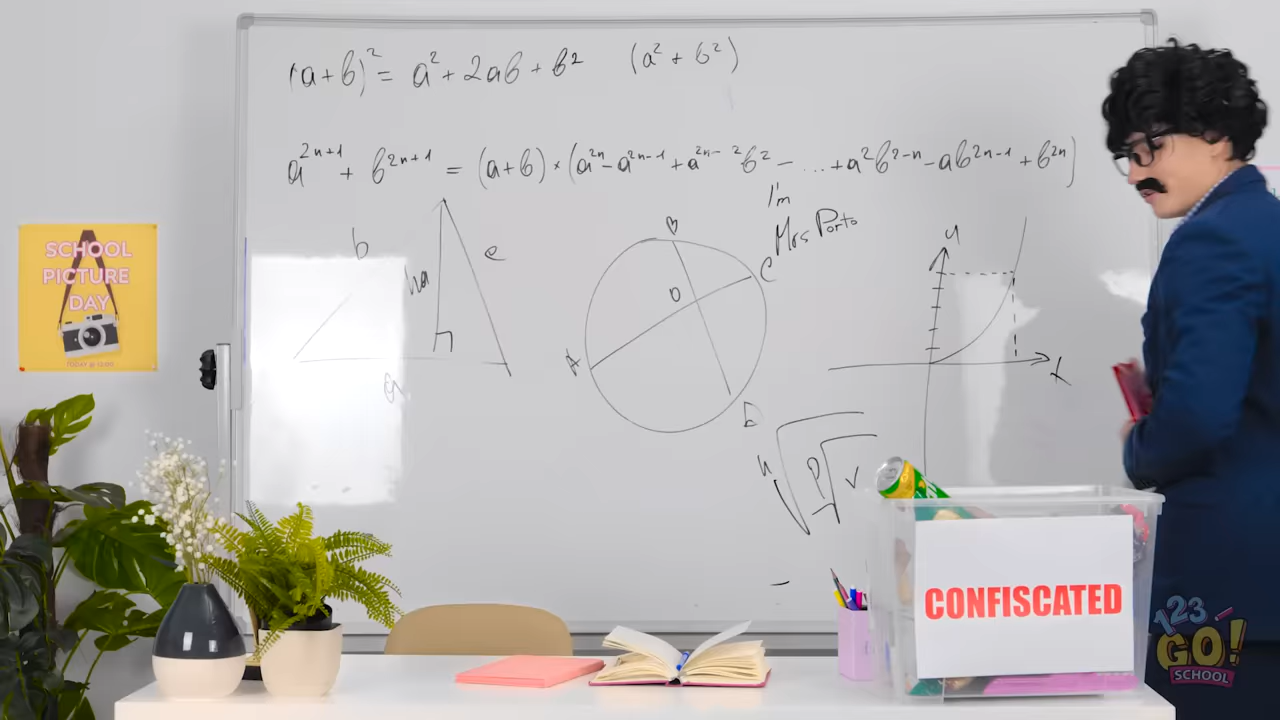 (a+b)² = a² + 2ab + b² (a² + b²)
a²ⁿ⁺¹ + b²ⁿ⁺¹ = (a+b) × (a²ⁿ - a²ⁿ⁻¹ + a²ⁿ⁻ ²b² - ... + a²b²⁻ⁿ - ab²ⁿ⁻¹ + b²ⁿ)
I'm
Mrs Porto
SCHOOL
PICTURE
DAY
b
ha
e
a
B
O
C
A
y
x
n
P
V
CONFISCATED
123
GO!
SCHOOL